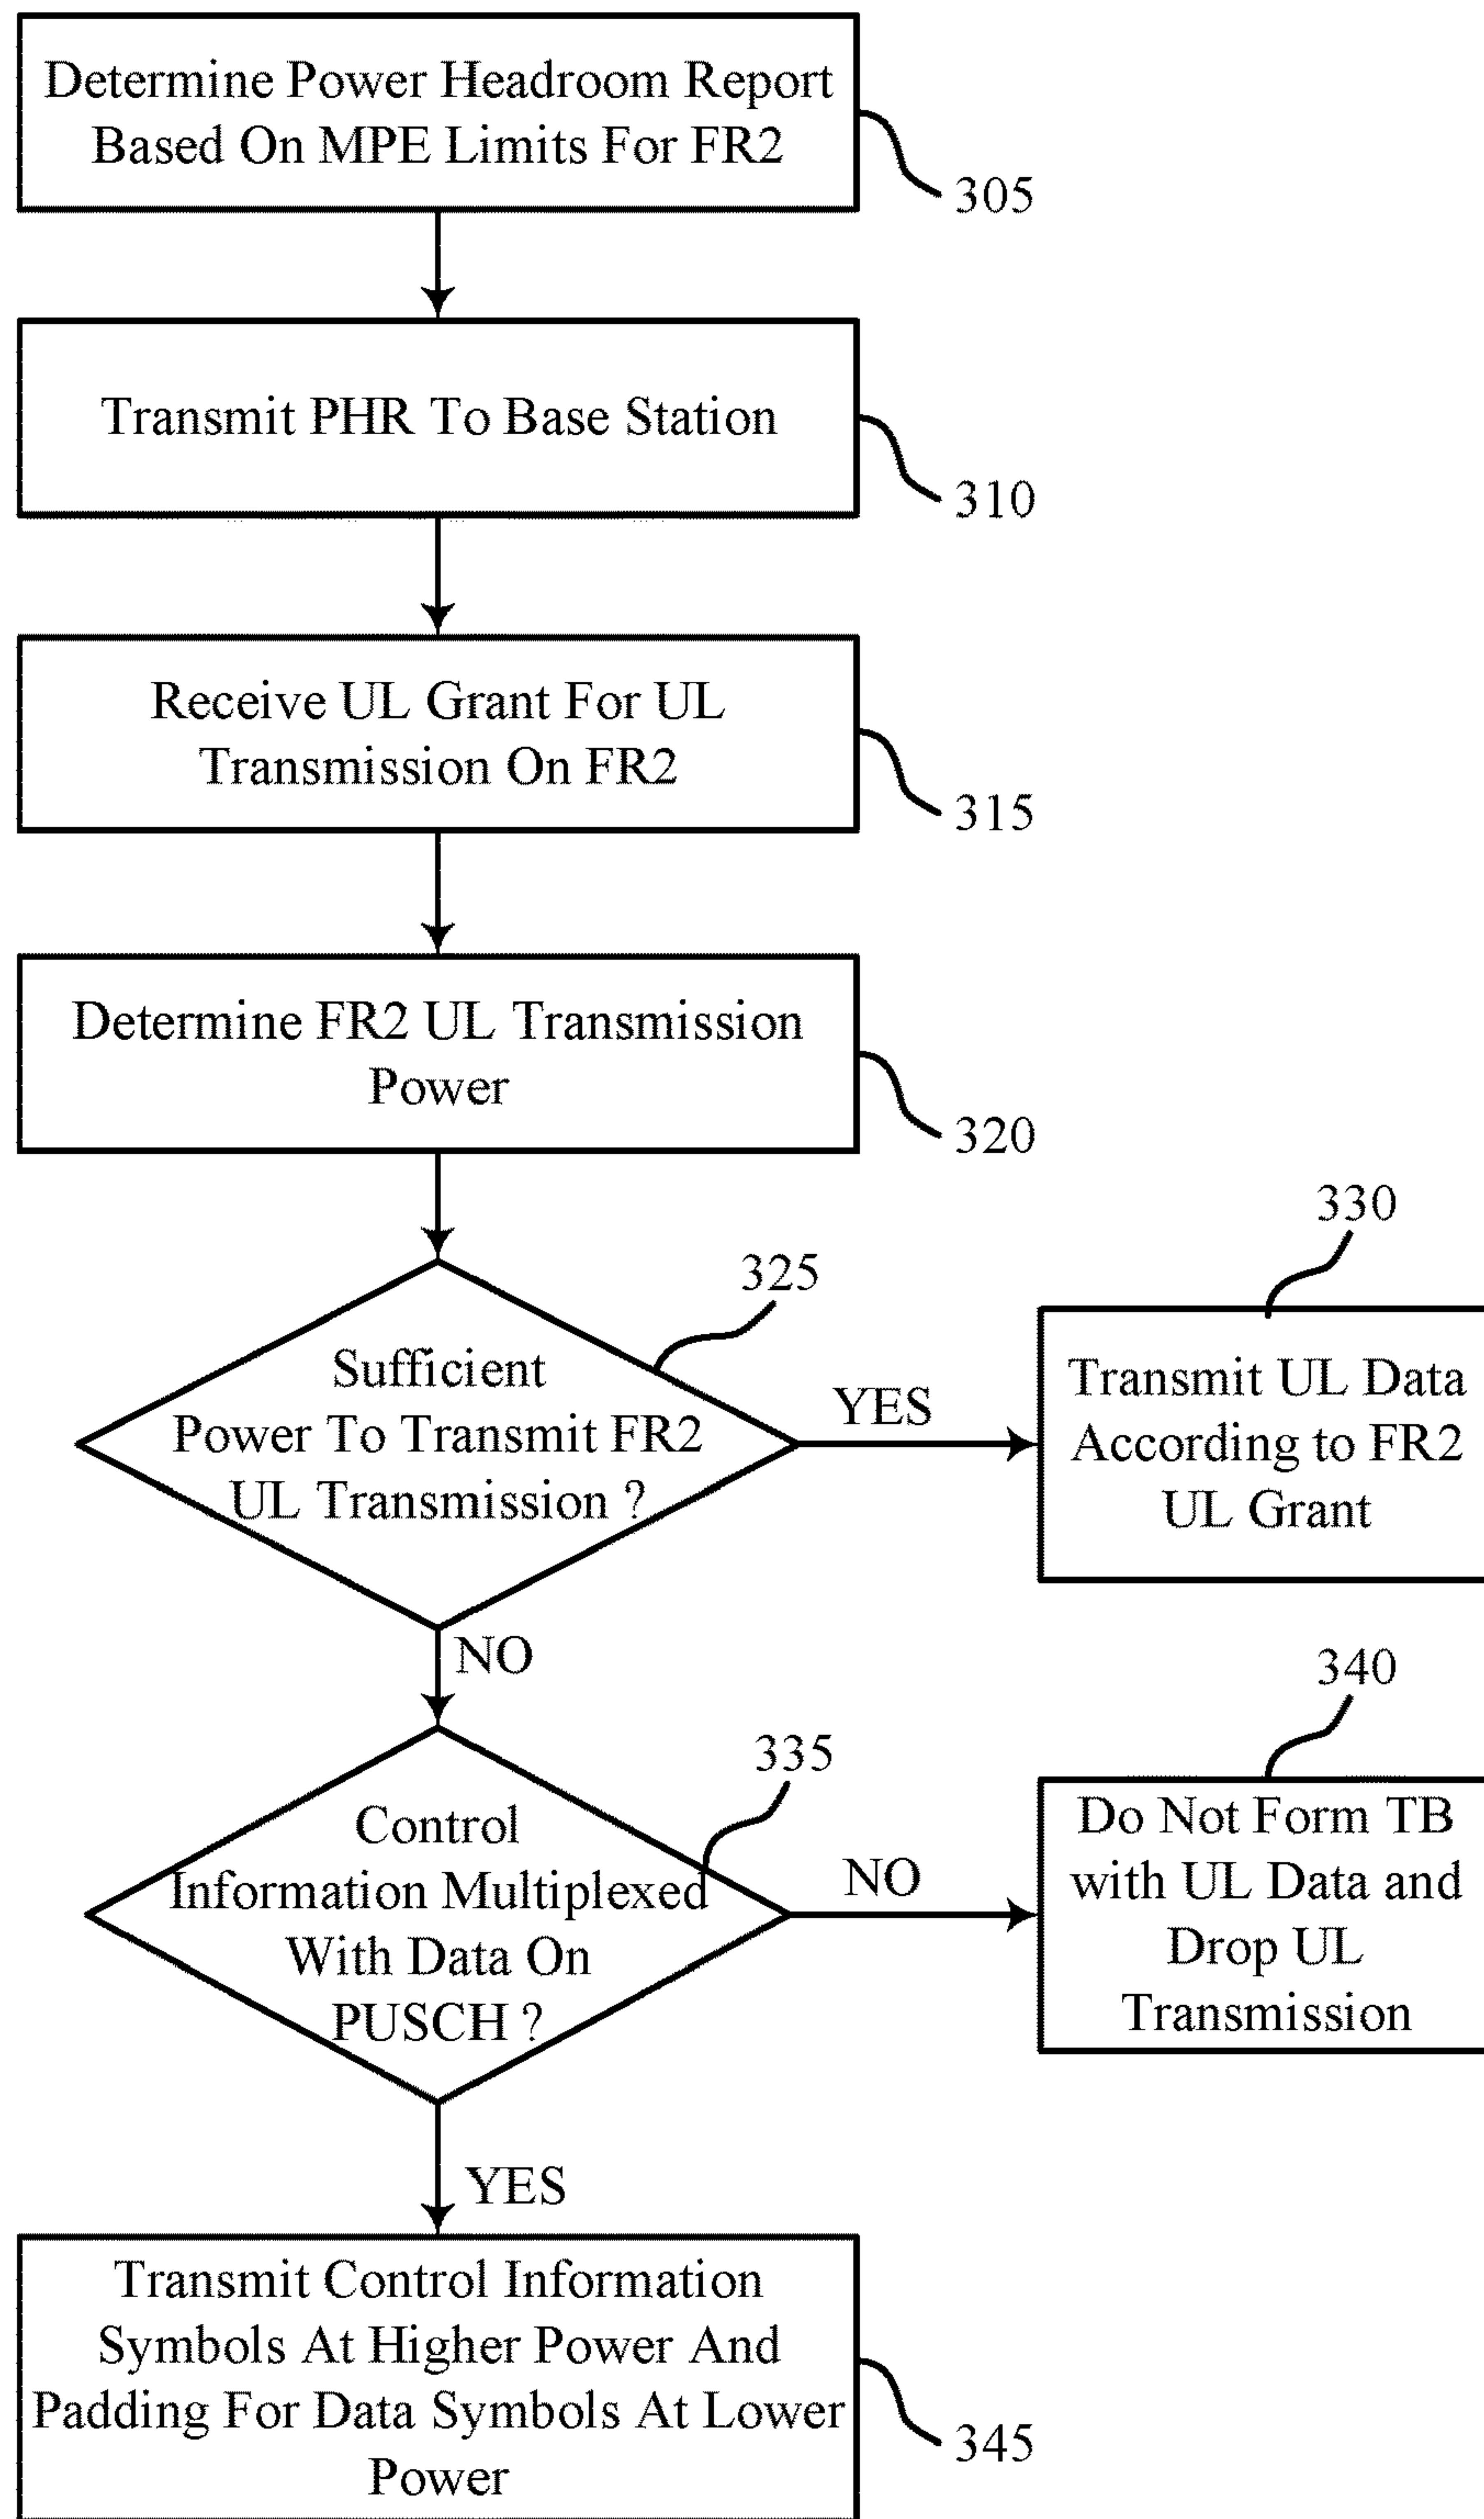 Determine Power Headroom Report
Based On MPE Limits For FR2
305
Transmit PHR To Base Station
310
Receive UL Grant For UL
Transmission On FR2
315
Determine FR2 UL Transmission
Power
320
325
Sufficient
Power To Transmit FR2
UL Transmission ?
YES
330
Transmit UL Data
According to FR2
UL Grant
NO
335
Control
Information Multiplexed
With Data On
PUSCH ?
NO
340
Do Not Form TB
with UL Data and
Drop UL
Transmission
YES
Transmit Control Information
Symbols At Higher Power And
Padding For Data Symbols At Lower
Power
345